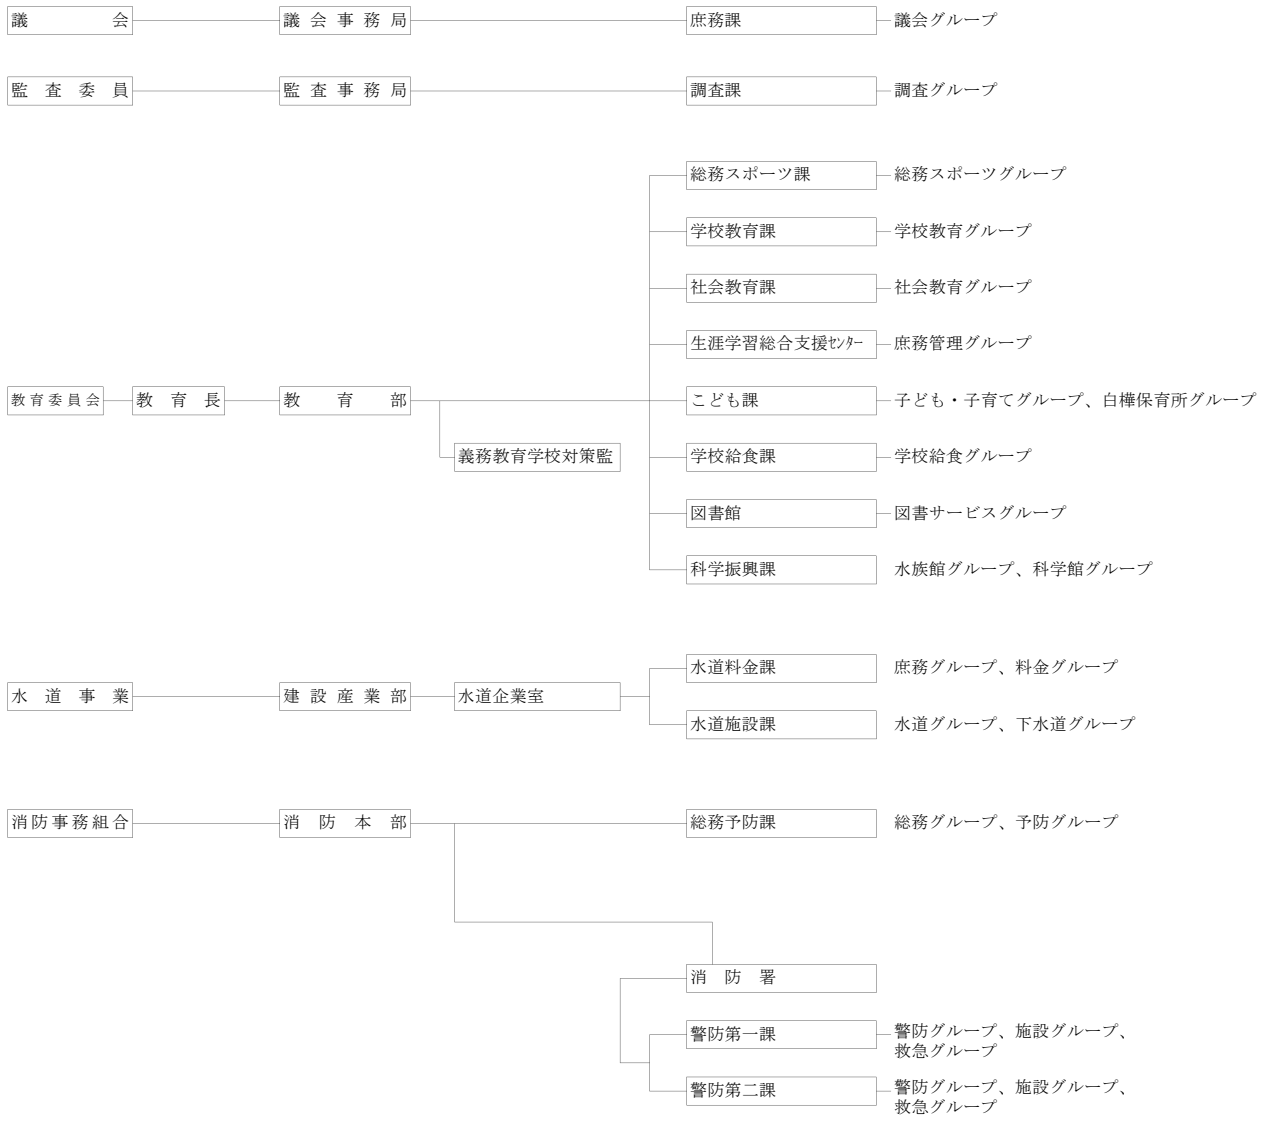 議会 議会事務局 庶務課 議会グループ
監査委員 監査事務局 調査課 調査グループ
総務スポーツ課 総務スポーツグループ
学校教育課 学校教育グループ
社会教育課 社会教育グループ
生涯学習総合支援ｾﾝﾀｰ 庶務管理グループ
教育委員会 教育長 教育部 こども課 子ども・子育てグループ、白樺保育所グループ
義務教育学校対策監 学校給食課 学校給食グループ
図書館 図書サービスグループ
科学振興課 水族館グループ、科学館グループ
水道料金課 庶務グループ、料金グループ
水道事業 建設産業部 水道企業室
水道施設課 水道グループ、下水道グループ
消防事務組合 消防本部 総務予防課 総務グループ、予防グループ
消防署
警防第一課 警防グループ、施設グループ、
救急グループ
警防第二課 警防グループ、施設グループ、
救急グループ